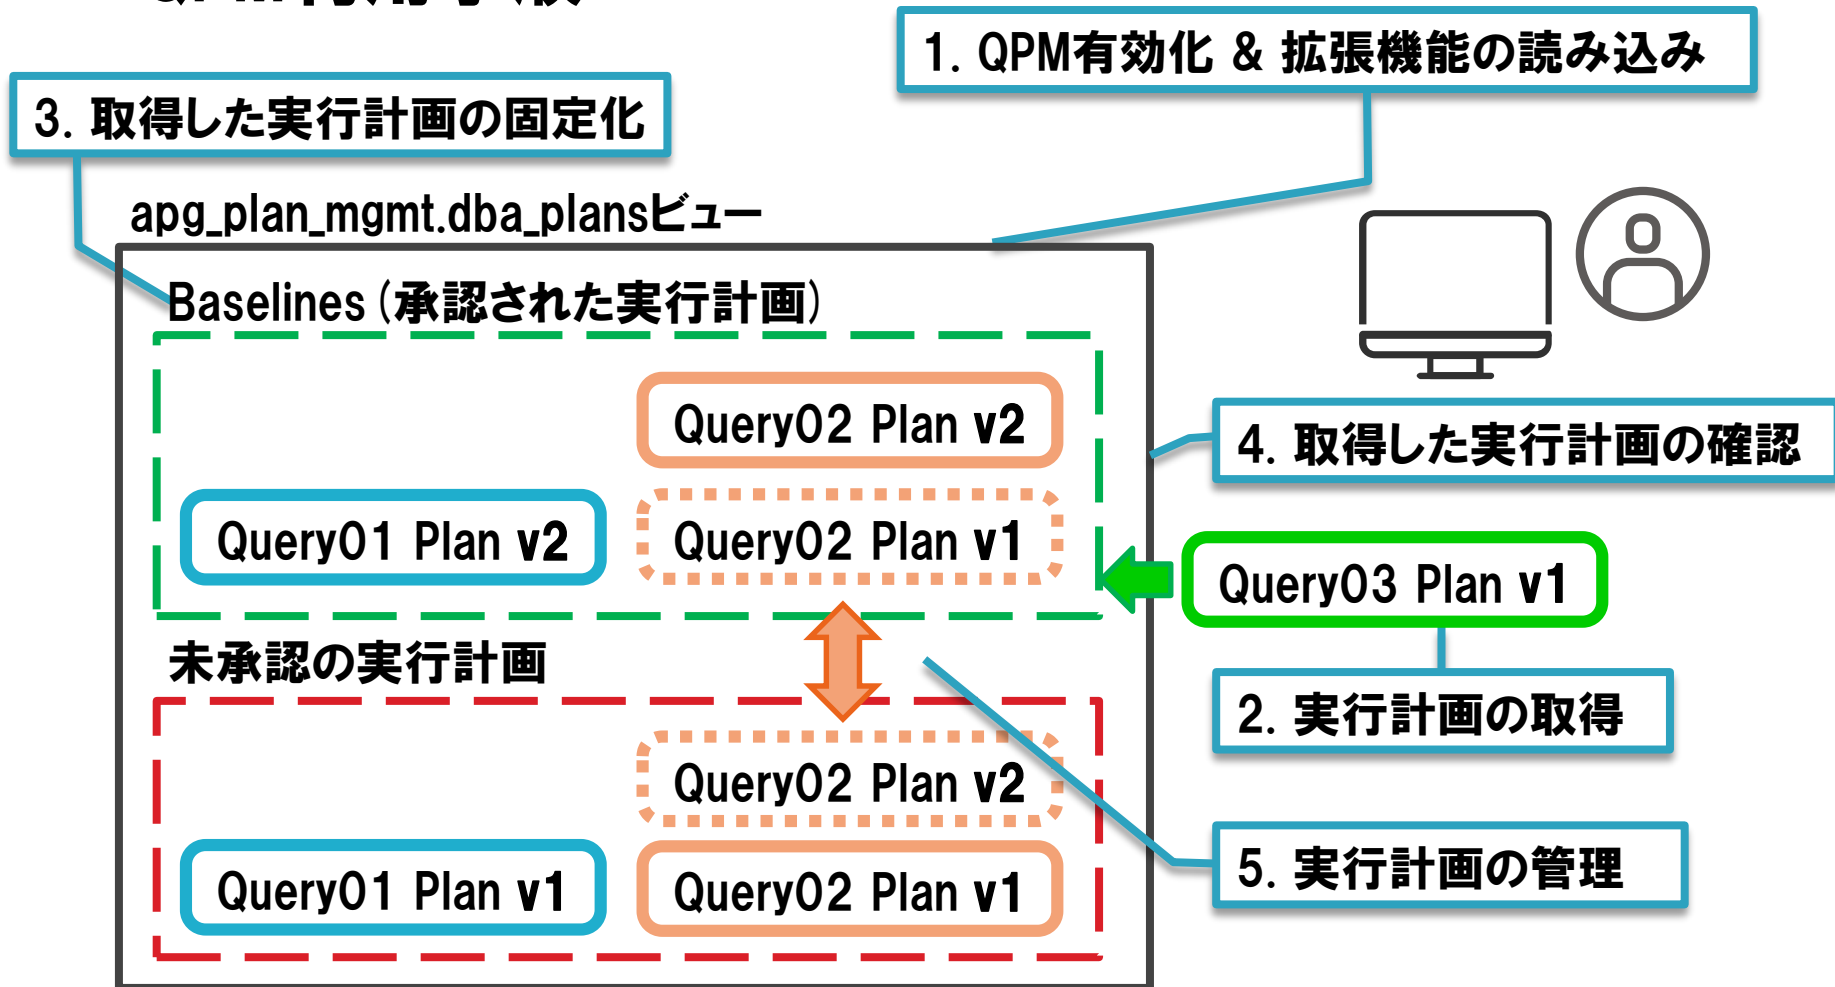 1. QPM有効化 & 拡張機能の読み込み
3. 取得した実行計画の固定化
apg_plan_mgmt.dba_plansビュー
Baselines(承認された実行計画)
Query02 Plan v2
4. 取得した実行計画の確認
Query01 Plan v2
Query02 Plan v1
Query03 Plan v1
未承認の実行計画
2. 実行計画の取得
Query02 Plan v2
5. 実行計画の管理
Query01 Plan v1
Query02 Plan v1